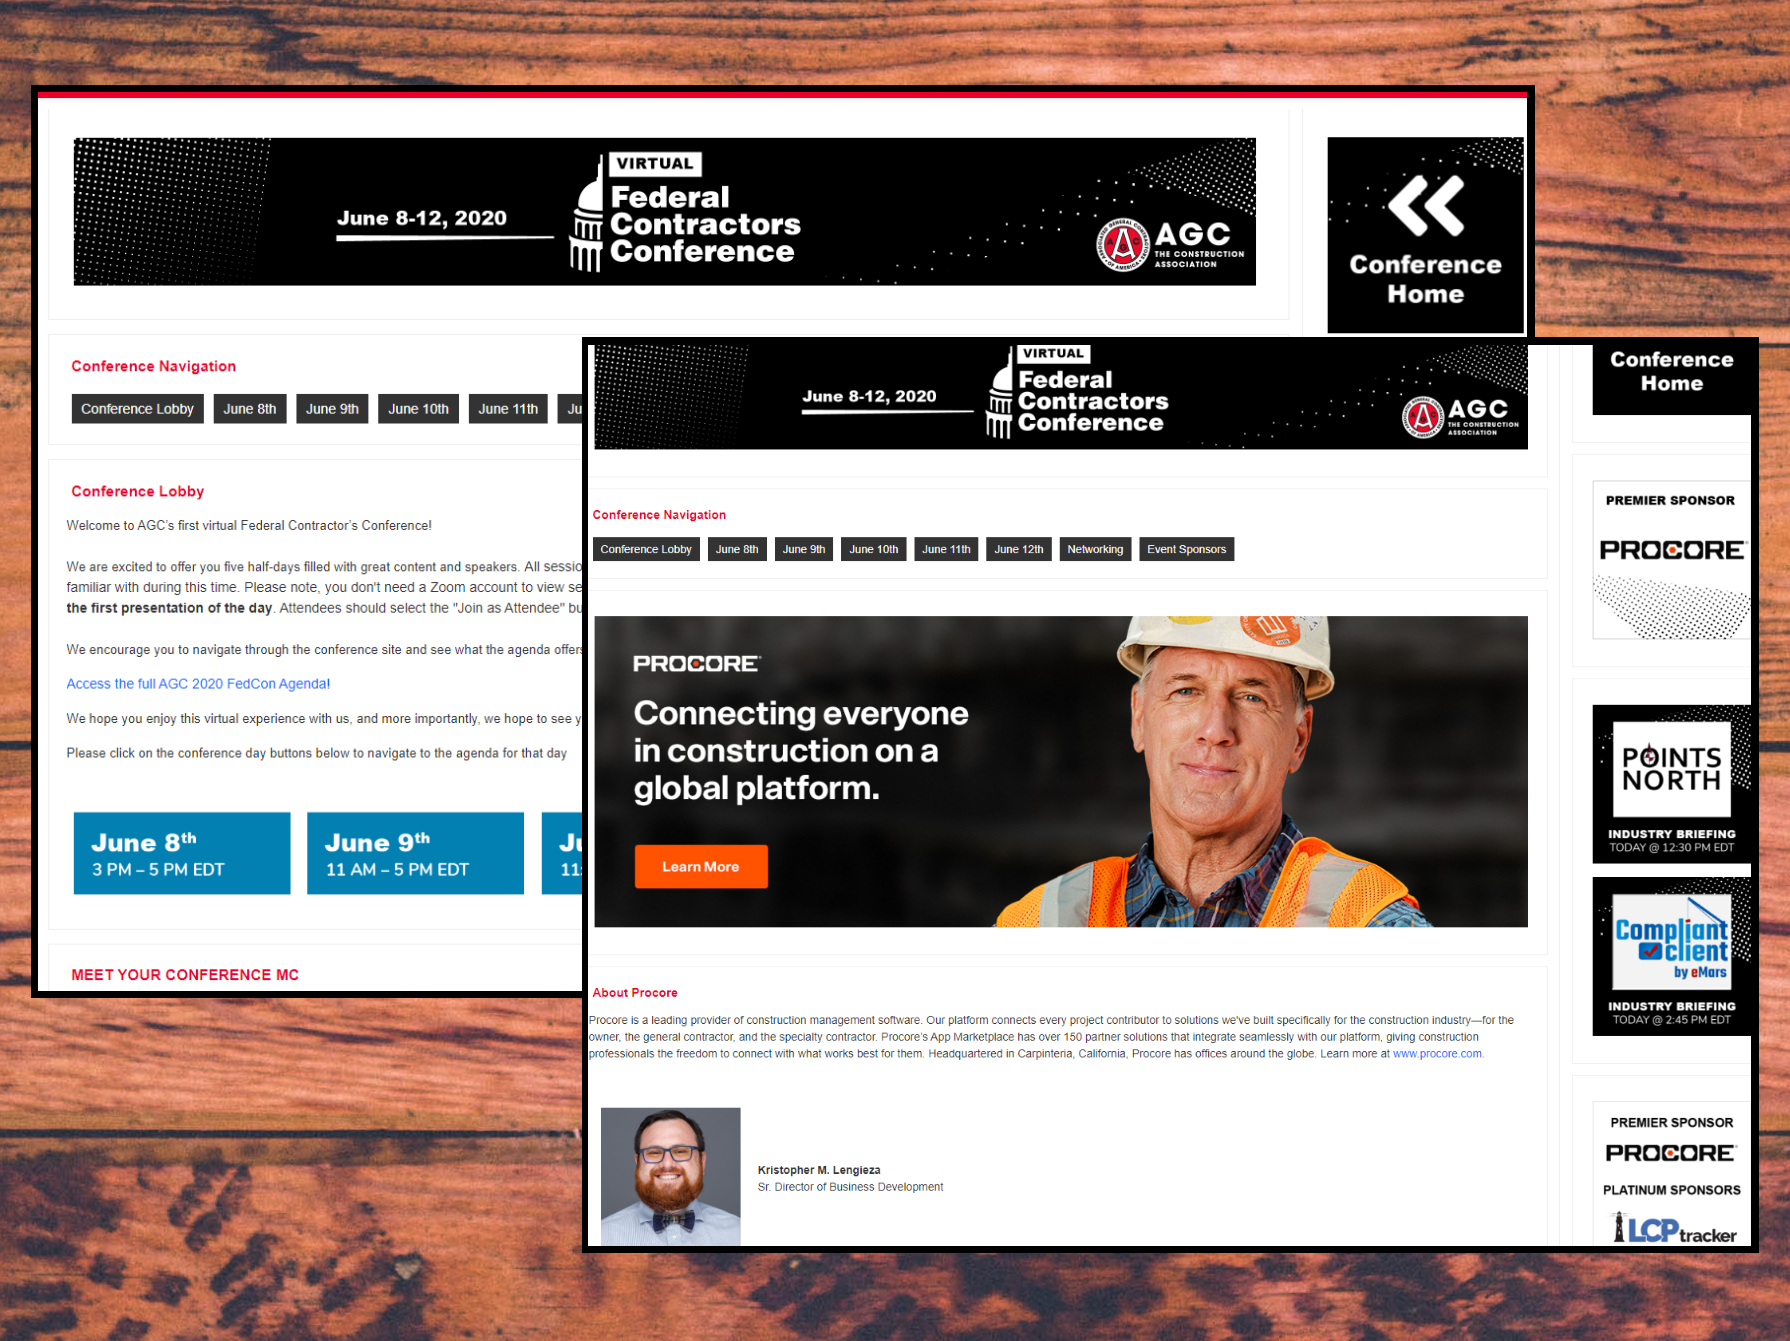 VIRTUAL
Federal
Contractors
Conference
June 8-12, 2020
AGC
THE CONSTRUCTION
ASSOCIATION
Conference
Home
Conference Navigation
Conference Lobby
June 8th
June 9th
June 10th
June 11th
Ju
Conference Lobby
Welcome to AGC's first virtual Federal Contractor's Conference!
We are excited to offer you five half-days filled with great content and speakers. All sessio
familiar with during this time. Please note, you don't need a Zoom account to view se
the first presentation of the day. Attendees should select the "Join as Attendee" bu
We encourage you to navigate through the conference site and see what the agenda offers
Access the full AGC 2020 FedCon Agenda!
We hope you enjoy this virtual experience with us, and more importantly, we hope to see y
Please click on the conference day buttons below to navigate to the agenda for that day
June 8th
3 PM – 5 PM EDT
June 9th
11 AM – 5 PM EDT
Ju
11:
MEET YOUR CONFERENCE MC
VIRTUAL
Federal
Contractors
Conference
June 8-12, 2020
AGC
THE CONSTRUCTION
ASSOCIATION
Conference
Home
Conference Navigation
Conference Lobby
June 8th
June 9th
June 10th
June 11th
June 12th
Networking
Event Sponsors
PROCORE
Connecting everyone
in construction on a
global platform.
Learn More
About Procore
Procore is a leading provider of construction management software. Our platform connects every project contributor to solutions we've built specifically for the construction industry—for the
owner, the general contractor, and the specialty contractor. Procore's App Marketplace has over 150 partner solutions that integrate seamlessly with our platform, giving construction
professionals the freedom to connect with what works best for them. Headquartered in Carpinteria, California, Procore has offices around the globe. Learn more at www.procore.com.
Kristopher M. Lengieza
Sr. Director of Business Development
PREMIER SPONSOR
PROCORE
POINTS
NORTH
INDUSTRY BRIEFING
TODAY @ 12:30 PM EDT
Compliant
client
by eMars
INDUSTRY BRIEFING
TODAY @ 2:45 PM EDT
PREMIER SPONSOR
PROCORE
PLATINUM SPONSORS
LCPtracker